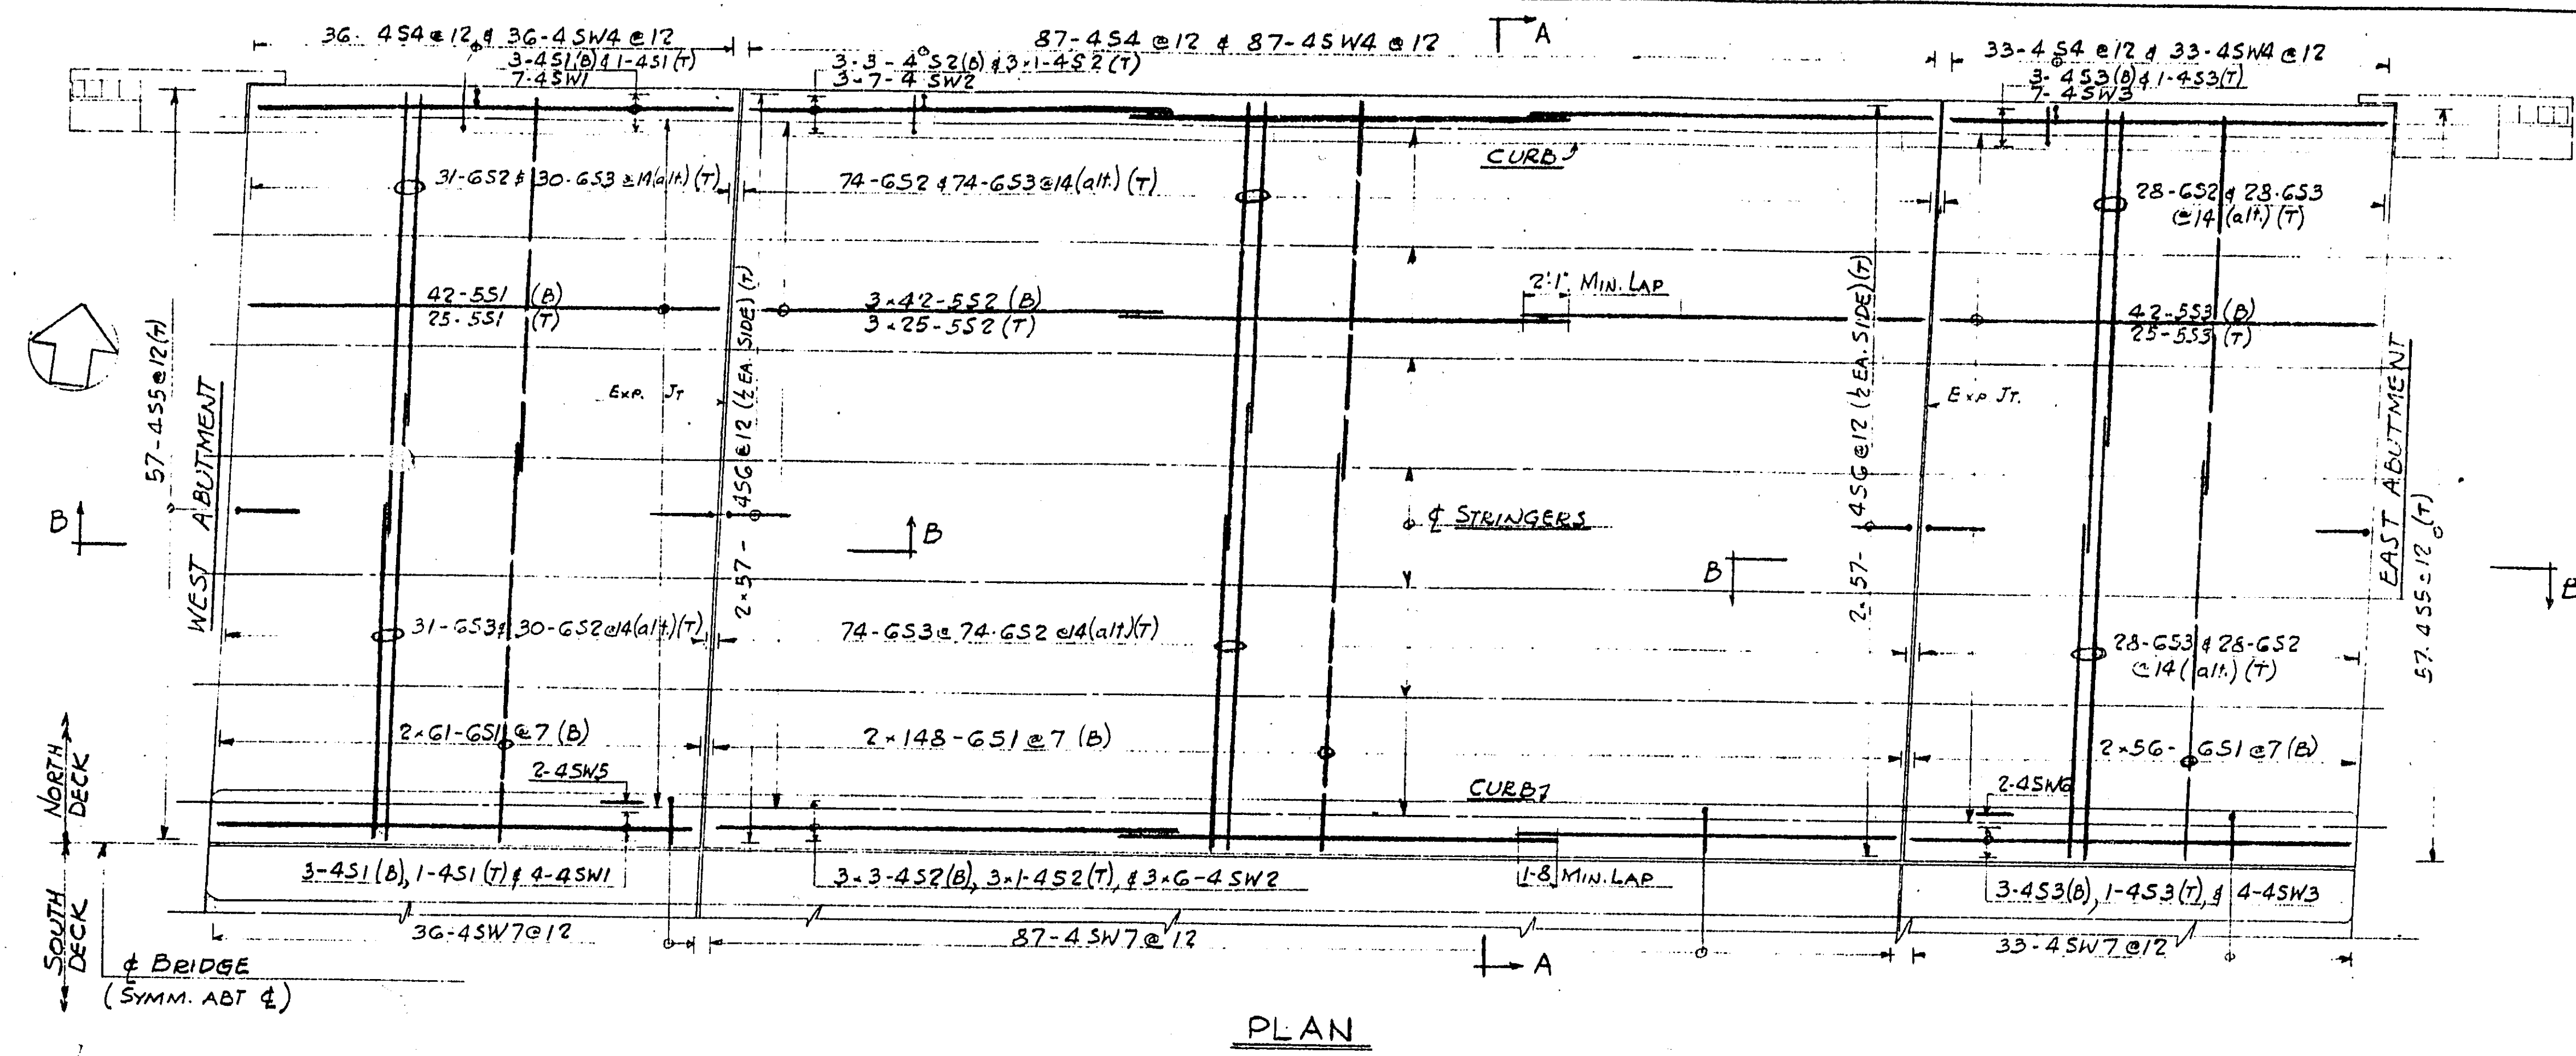 36-4S4@12 & 36-4SW4@12
3-4S1(B) & 1-4S1(T)
7-4SW1
87-4S4@12 & 87-4SW4@12
3-3-4S2(B) & 3×1-4S2(T)
3-7-4SW2
A
33-4S4@12 & 33-4SW4@12
3-4S3(B) & 1-4S3(T)
7-4SW3
CURB
31-6S2 & 30-6S3 @14(alt.)(T)
74-6S2 & 74-6S3@14(alt.)(T)
28-6S2 & 28-6S3
@14(alt.)(T)
42-5S1 (B)
25-5S1 (T)
3×42-5S2 (B)
3×25-5S2 (T)
2'-1" MIN. LAP
42-5S3 (B)
25-5S3 (T)
57-4S5@12(T)
WEST ABUTMENT
EXP. JT
2×57-4S6@12 (½ EA. SIDE)(T)
2×57-4S6@12 (½ EA. SIDE)(T)
EXP JT.
EAST ABUTMENT
57-4S5@12(T)
B
B
℄ STRINGERS
B
B
31-6S3 & 30-6S2@14(alt.)(T)
74-6S3 @ 74-6S2 @14(alt)(T)
28-6S3 & 28-6S2
@14(alt.)(T)
2×61-6S1@7 (B)
2×148-6S1@7 (B)
2×56-6S1@7(B)
2-4SW5
CURB
2-4SW6
NORTH
DECK
SOUTH
DECK
3-4S1(B), 1-4S1(T) & 4-4SW1
3×3-4S2(B), 3×1-4S2(T), & 3×6-4SW2
1-8 MIN. LAP
3-4S3(B), 1-4S3(T), & 4-4SW3
36-4SW7@12
87-4SW7@12
33-4SW7@12
℄ BRIDGE
(SYMM. ABT ℄)
A
PLAN